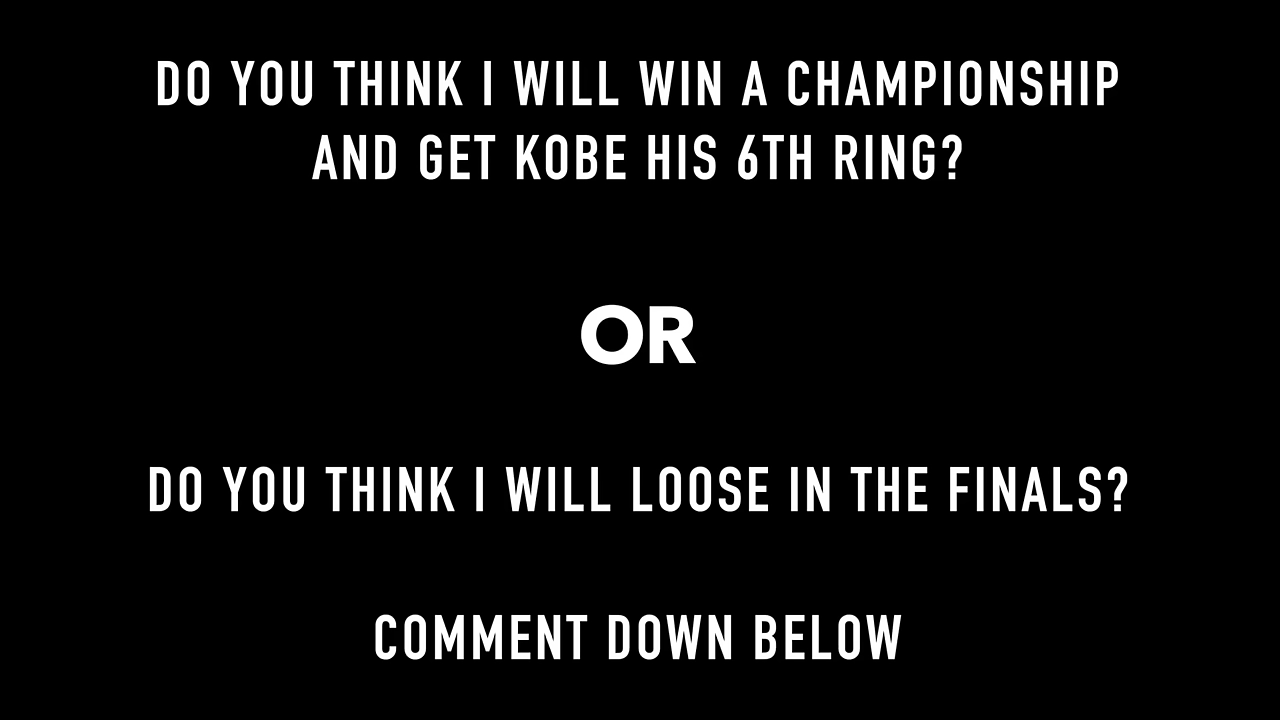 DO YOU THINK I WILL WIN A CHAMPIONSHIP
AND GET KOBE HIS 6TH RING?
OR
DO YOU THINK I WILL LOOSE IN THE FINALS?
COMMENT DOWN BELOW